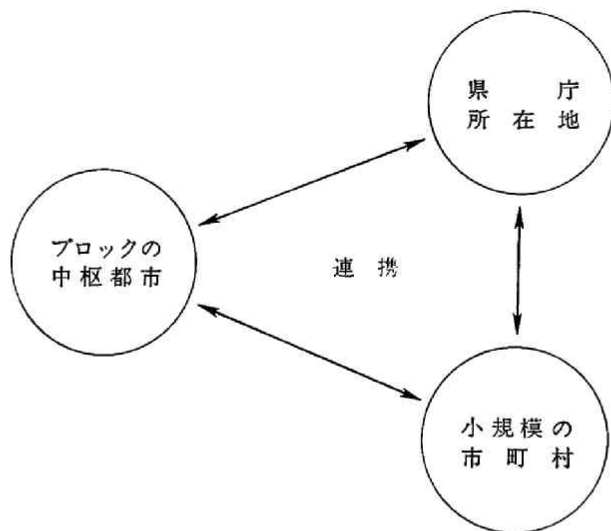 県庁
所在地
ブロックの
中枢都市
連携
小規模の
市町村